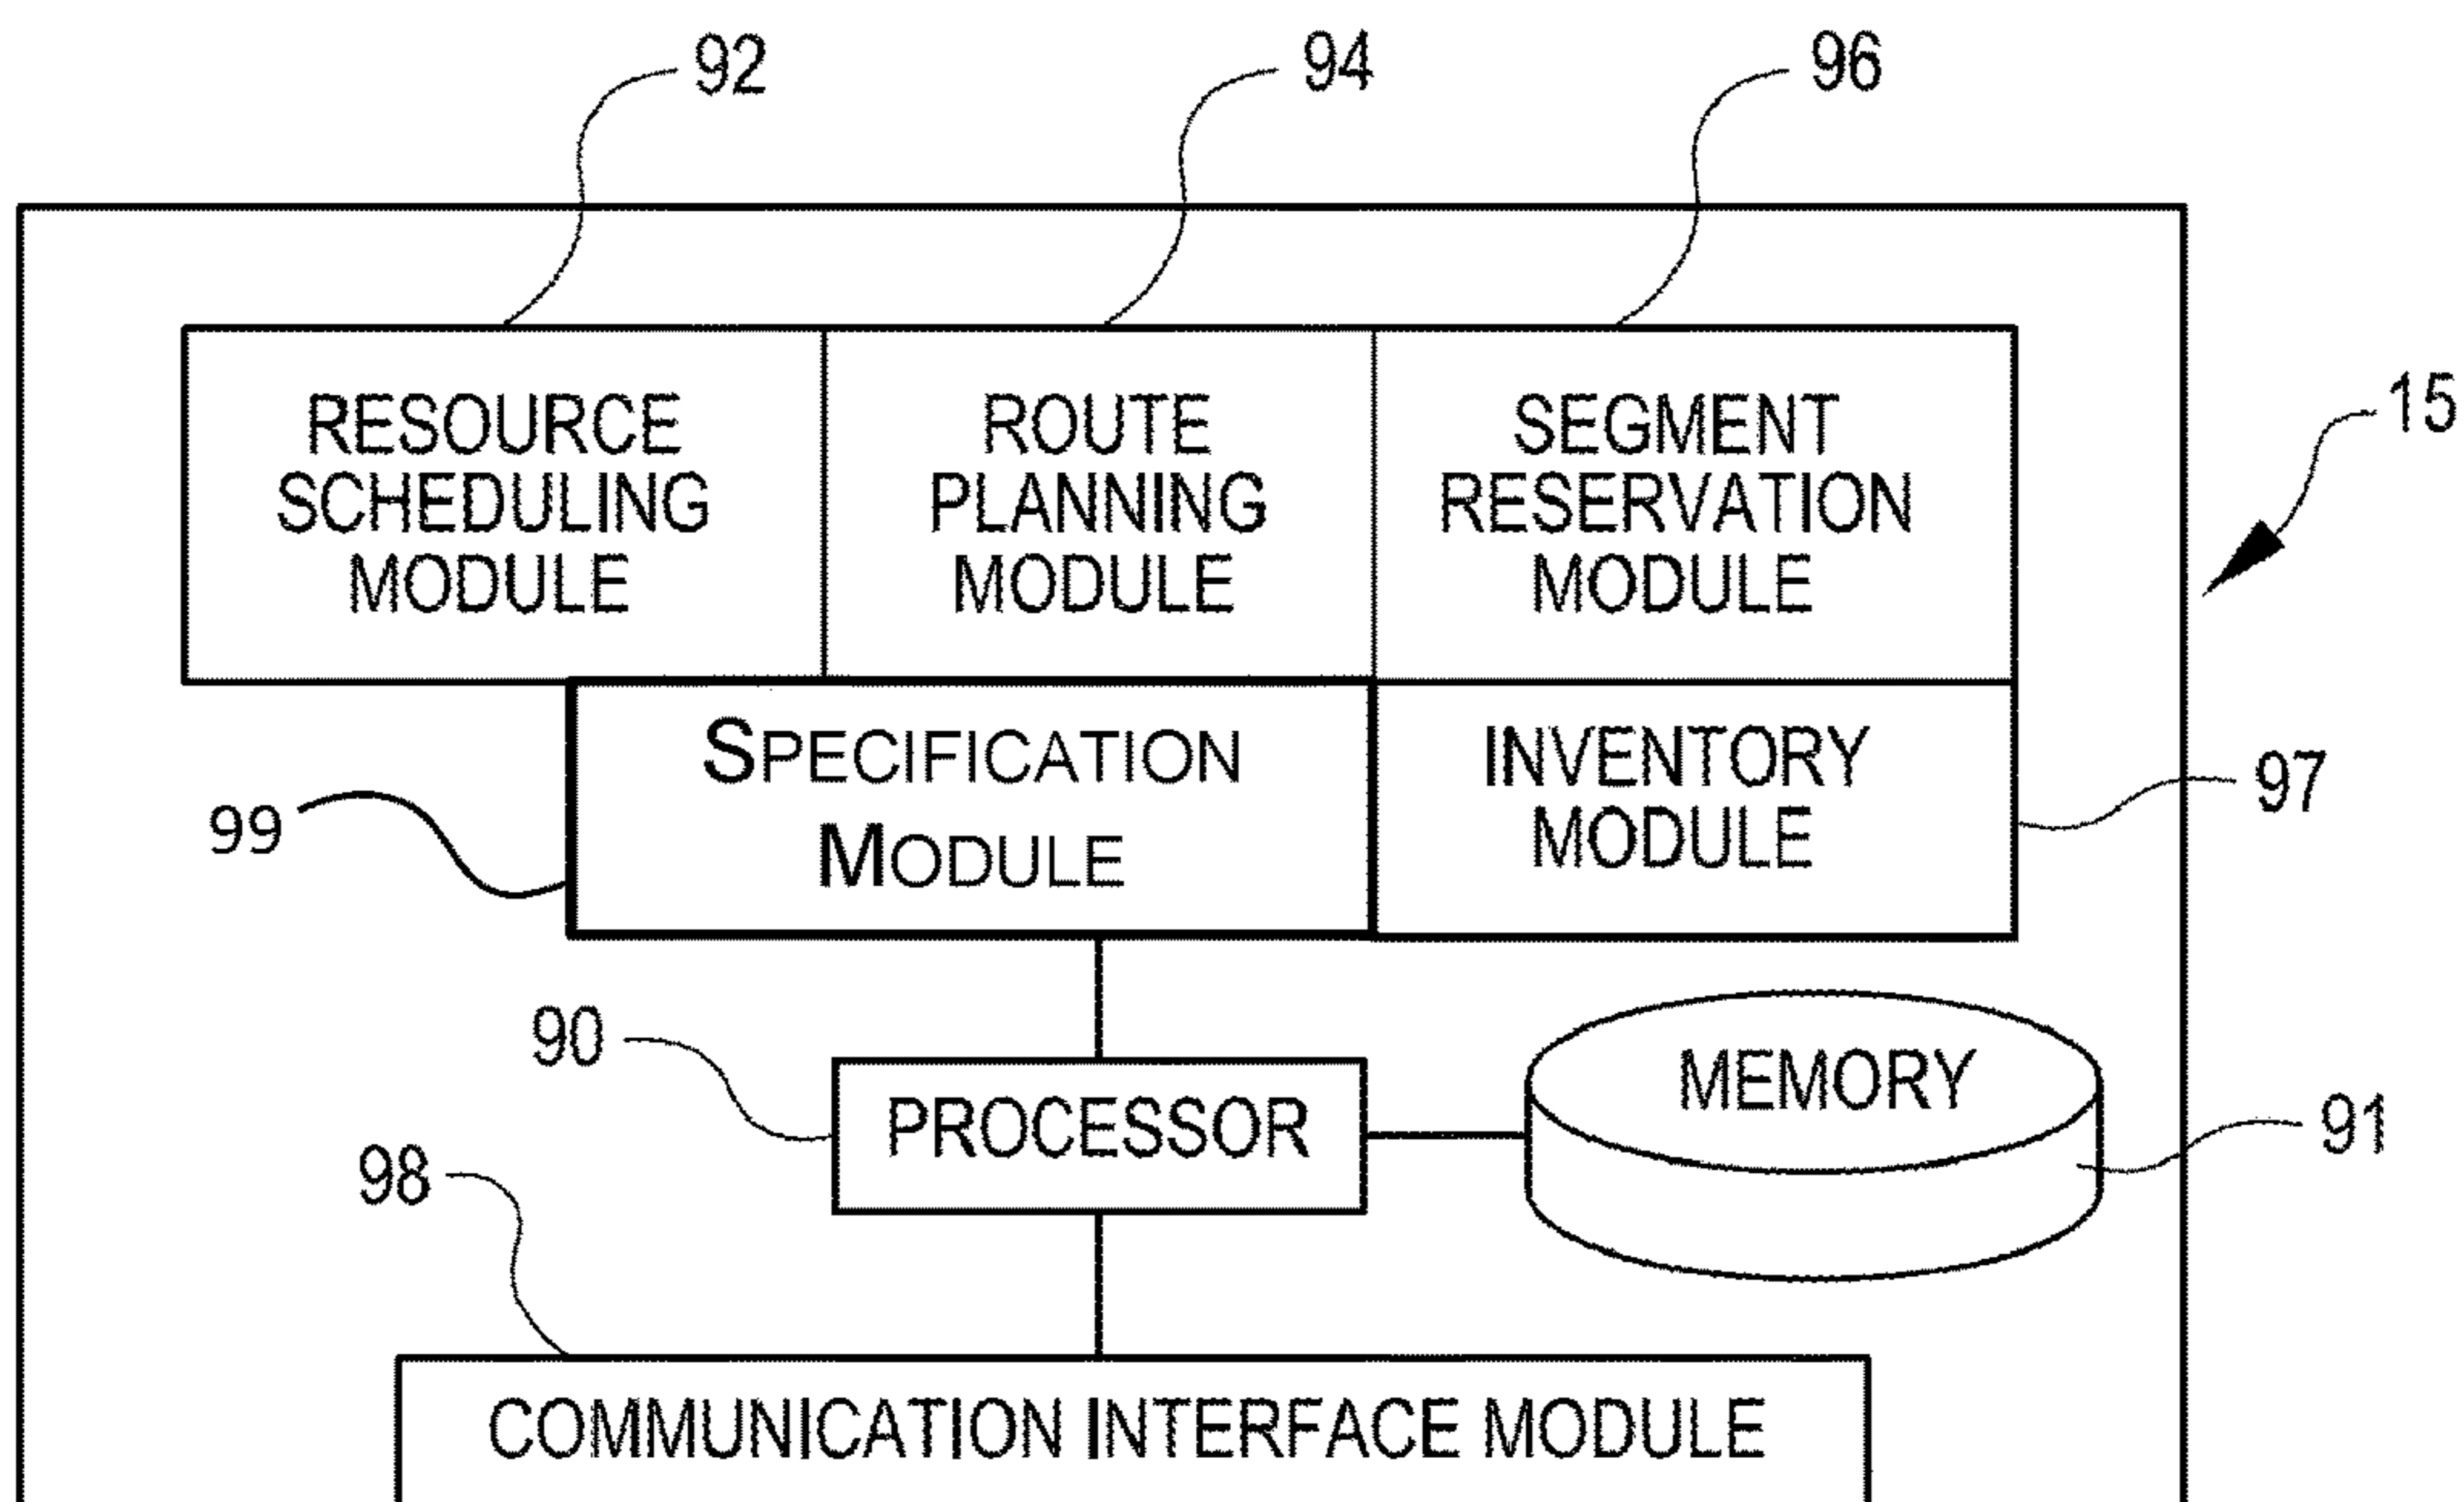 92
94
96
15
RESOURCE
SCHEDULING
MODULE
ROUTE
PLANNING
MODULE
SEGMENT
RESERVATION
MODULE
99
SPECIFICATION
MODULE
INVENTORY
MODULE
97
90
PROCESSOR
MEMORY
91
98
COMMUNICATION INTERFACE MODULE